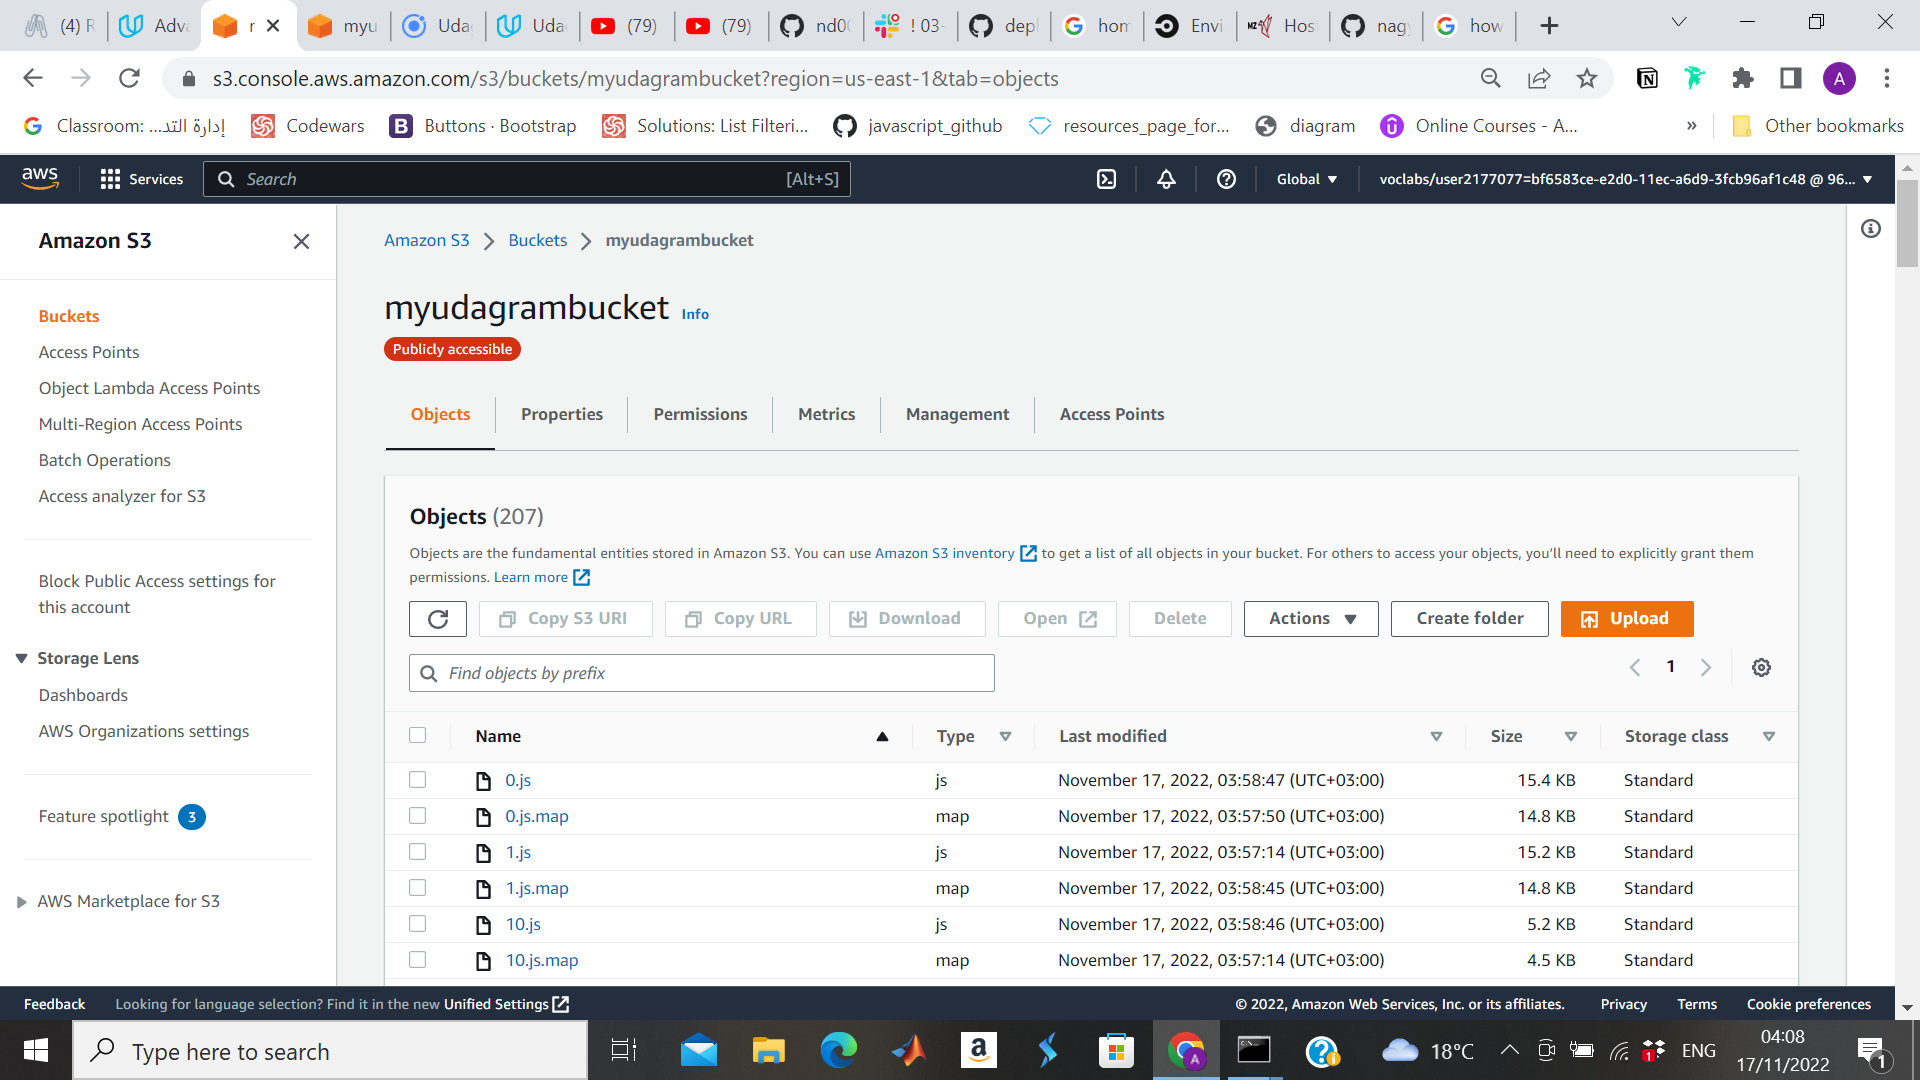 (4) R
Adva
r
myu
Udac
Udac
(79)
(79)
nd00
! 03-
depl
hom
Envi
Host
nagy
how
s3.console.aws.amazon.com/s3/buckets/myudagrambucket?region=us-east-1&tab=objects
A
Classroom: ...إدارة التد
Codewars
Buttons · Bootstrap
Solutions: List Filteri...
javascript_github
resources_page_for...
diagram
Online Courses - A...
»
Other bookmarks
aws
Services
Search
[Alt+S]
Global
voclabs/user2177077=bf6583ce-e2d0-11ec-a6d9-3fcb96af1c48 @ 96...
Amazon S3
Buckets
Access Points
Object Lambda Access Points
Multi-Region Access Points
Batch Operations
Access analyzer for S3
Block Public Access settings for
this account
Storage Lens
Dashboards
AWS Organizations settings
Feature spotlight 3
AWS Marketplace for S3
Amazon S3
Buckets
myudagrambucket
myudagrambucket Info
Publicly accessible
Objects
Properties
Permissions
Metrics
Management
Access Points
Objects (207)
Objects are the fundamental entities stored in Amazon S3. You can use Amazon S3 inventory to get a list of all objects in your bucket. For others to access your objects, you'll need to explicitly grant them
permissions. Learn more
Copy S3 URI
Copy URL
Download
Open
Delete
Actions
Create folder
Upload
Find objects by prefix
1
Name Type Last modified Size Storage class
0.js js November 17, 2022, 03:58:47 (UTC+03:00) 15.4 KB Standard
0.js.map map November 17, 2022, 03:57:50 (UTC+03:00) 14.8 KB Standard
1.js js November 17, 2022, 03:57:14 (UTC+03:00) 15.2 KB Standard
1.js.map map November 17, 2022, 03:58:45 (UTC+03:00) 14.8 KB Standard
10.js js November 17, 2022, 03:58:46 (UTC+03:00) 5.2 KB Standard
10.js.map map November 17, 2022, 03:57:14 (UTC+03:00) 4.5 KB Standard
Feedback
Looking for language selection? Find it in the new Unified Settings
© 2022, Amazon Web Services, Inc. or its affiliates.
Privacy
Terms
Cookie preferences
Type here to search
18°C
ENG
04:08
17/11/2022
1